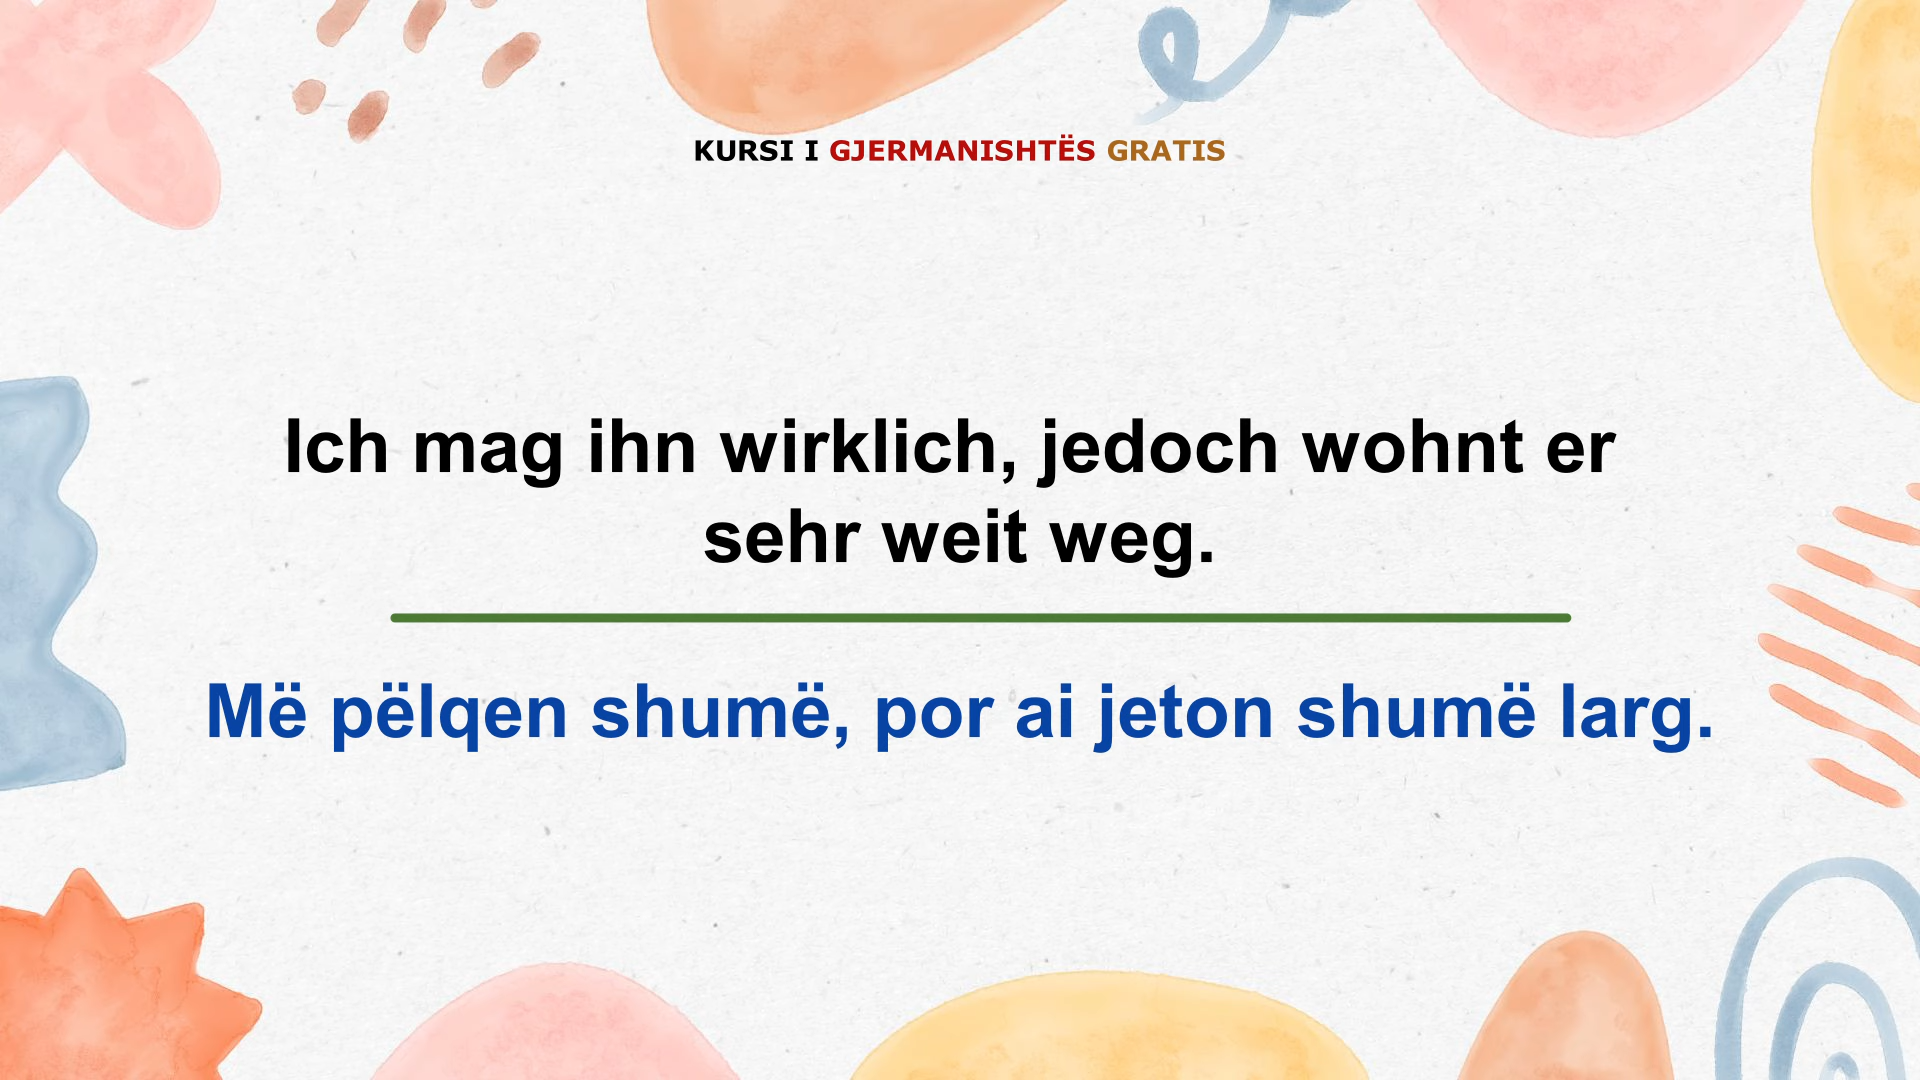 KURSI I GJERMANISHTËS GRATIS
Ich mag ihn wirklich, jedoch wohnt er
sehr weit weg.
Më pëlqen shumë, por ai jeton shumë larg.